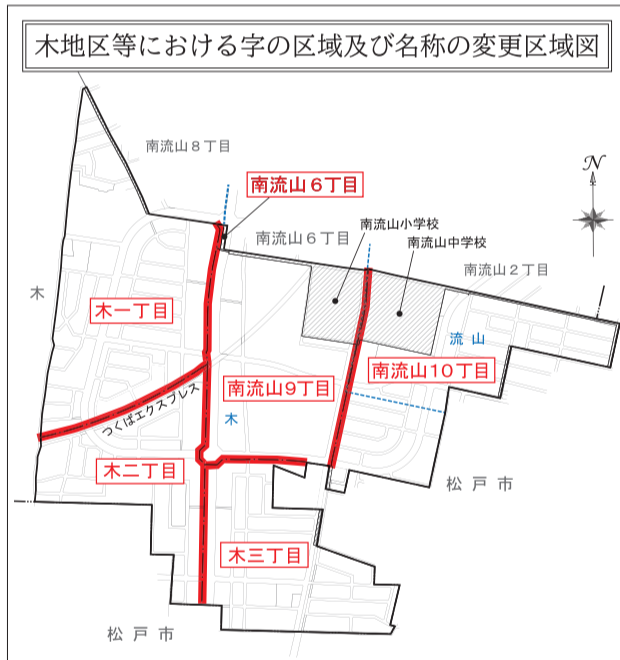 木地区等における字の区域及び名称の変更区域図
南流山8丁目
N
南流山6丁目
南流山6丁目
南流山小学校
南流山中学校
南流山2丁目
木
木一丁目
流山
南流山9丁目
南流山10丁目
つくばエクスプレス
木
木二丁目
松戸市
木三丁目
松戸市